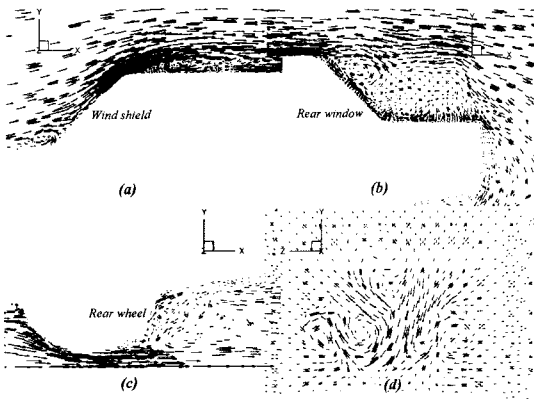 Y
X
Y
X
Wind shield
Rear window
(a)
(b)
Y
Z X
Y
Z X
Rear wheel
(c)
(d)